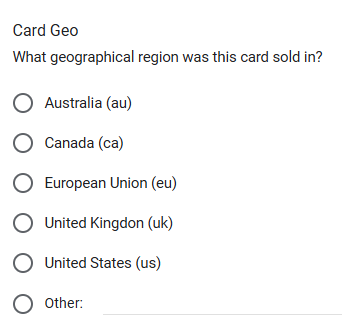 Card Geo
What geographical region was this card sold in?
Australia (au)
Canada (ca)
European Union (eu)
United Kingdon (uk)
United States (us)
Other: